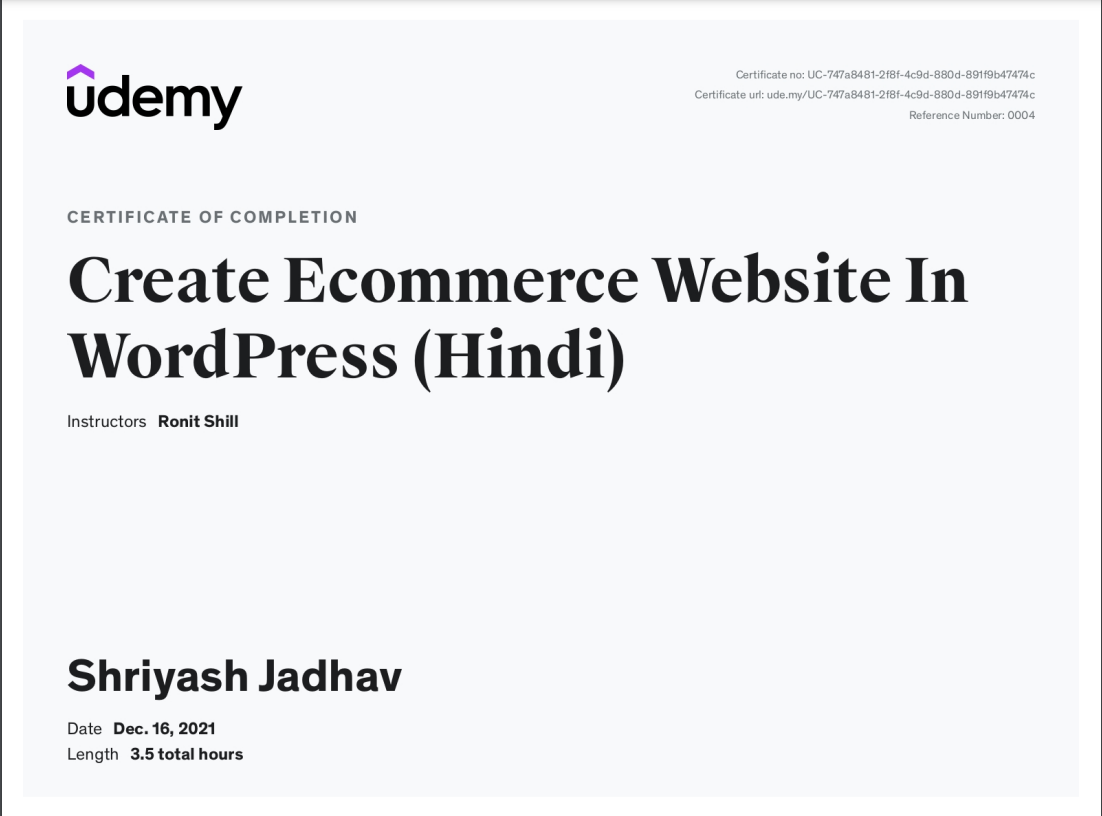 udemy
Certificate no: UC-747a8481-2f8f-4c9d-880d-891f9b47474c
Certificate url: ude.my/UC-747a8481-2f8f-4c9d-880d-891f9b47474c
Reference Number: 0004
CERTIFICATE OF COMPLETION
Create Ecommerce Website In
WordPress (Hindi)
Instructors Ronit Shill
Shriyash Jadhav
Date Dec. 16, 2021
Length 3.5 total hours